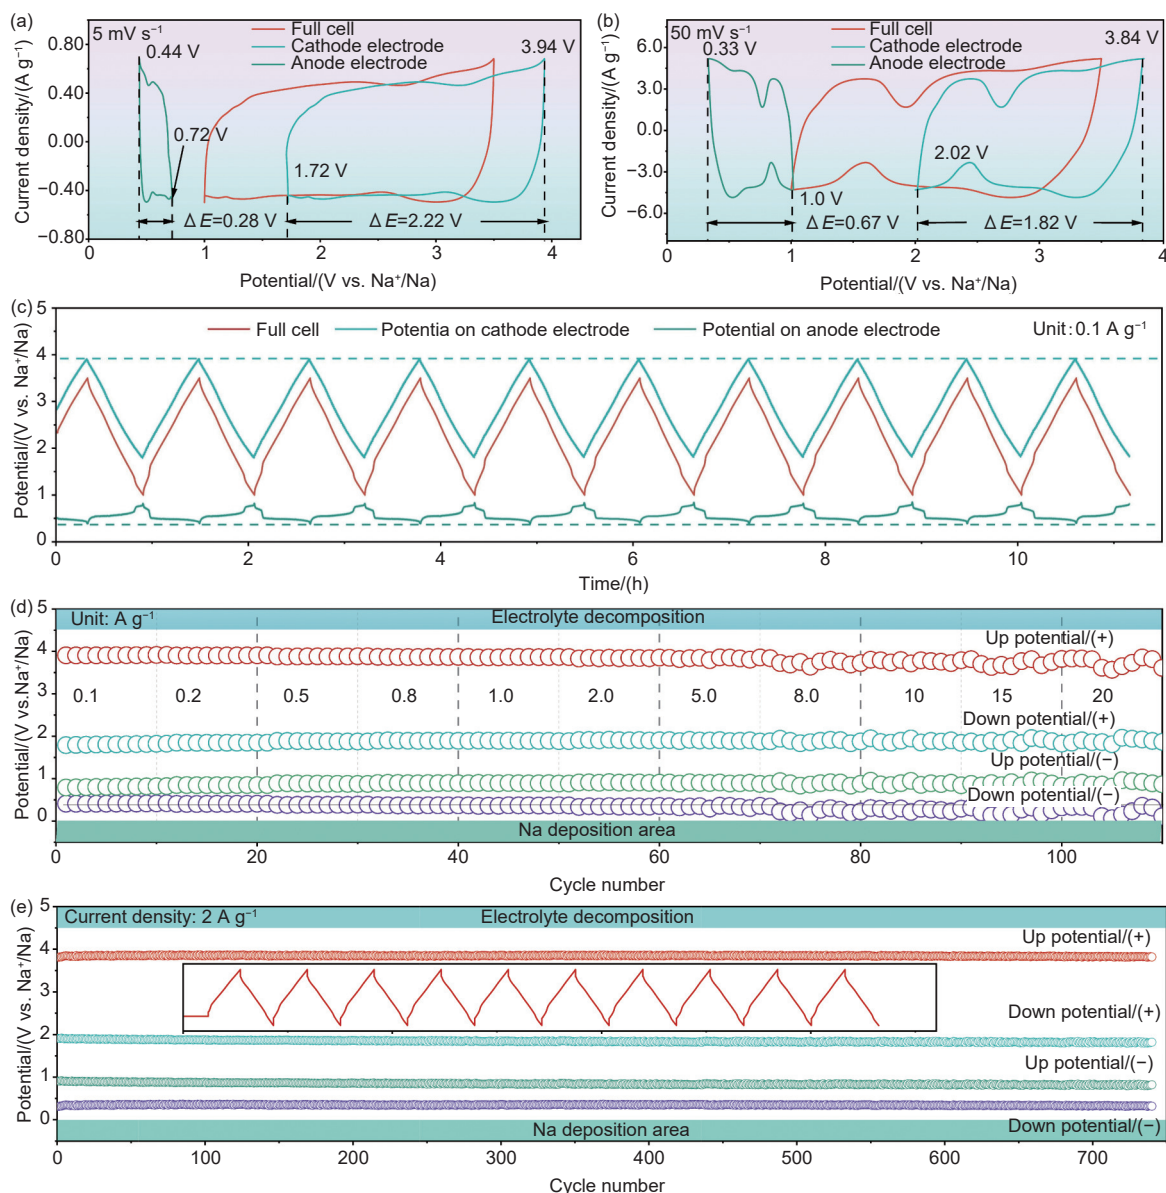 (a)
5 mV s⁻¹
Full cell
Cathode electrode
Anode electrode
0.44 V
3.94 V
0.72 V
1.72 V
Δ E=0.28 V
Δ E=2.22 V
0.80
0.40
0.00
−0.40
−0.80
Current density/(A g⁻¹)
0 1 2 3 4
Potential/(V vs. Na⁺/Na)
(b)
50 mV s⁻¹
Full cell
Cathode electrode
Anode electrode
0.33 V
3.84 V
2.02 V
1.0 V
Δ E=0.67 V
Δ E=1.82 V
6.0
3.0
0.0
−3.0
−6.0
Current density/(A g⁻¹)
0 1 2 3 4
Potential/(V vs. Na⁺/Na)
(c)
Full cell
Potentia on cathode electrode
Potential on anode electrode
Unit:0.1 A g⁻¹
5
4
3
2
1
0
Potential/(V vs. Na⁺/Na)
0 2 4 6 8 10
Time/(h)
(d)
Unit: A g⁻¹
Electrolyte decomposition
Up potential/(+)
0.1 0.2 0.5 0.8 1.0 2.0 5.0 8.0 10 15 20
Down potential/(+)
Up potential/(−)
Down potential/(−)
Na deposition area
5
4
3
2
1
0
Potential/(V vs.Na⁺/Na)
0 20 40 60 80 100
Cycle number
(e)
Current density: 2 A g⁻¹
Electrolyte decomposition
Up potential/(+)
Down potential/(+)
Up potential/(−)
Na deposition area
Down potential/(−)
5
4
3
2
1
0
Potential/(V vs. Na⁺/Na)
0 100 200 300 400 500 600 700
Cycle number